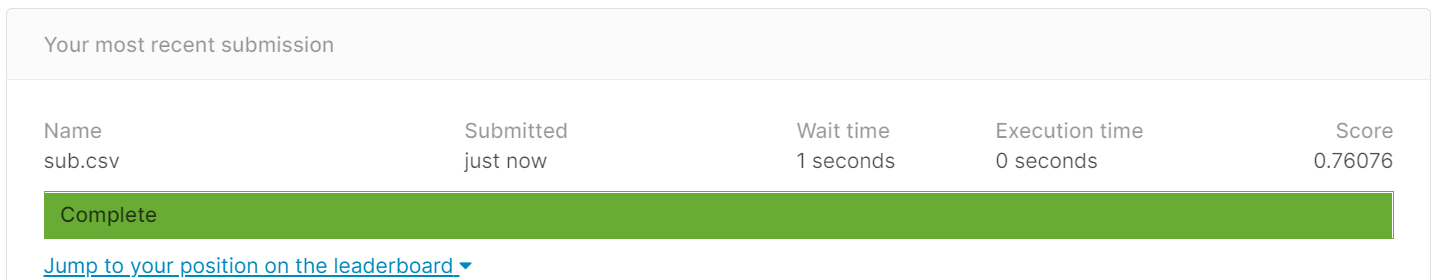 Your most recent submission
Name Submitted Wait time Execution time Score
sub.csv just now 1 seconds 0 seconds 0.76076
Complete
Jump to your position on the leaderboard